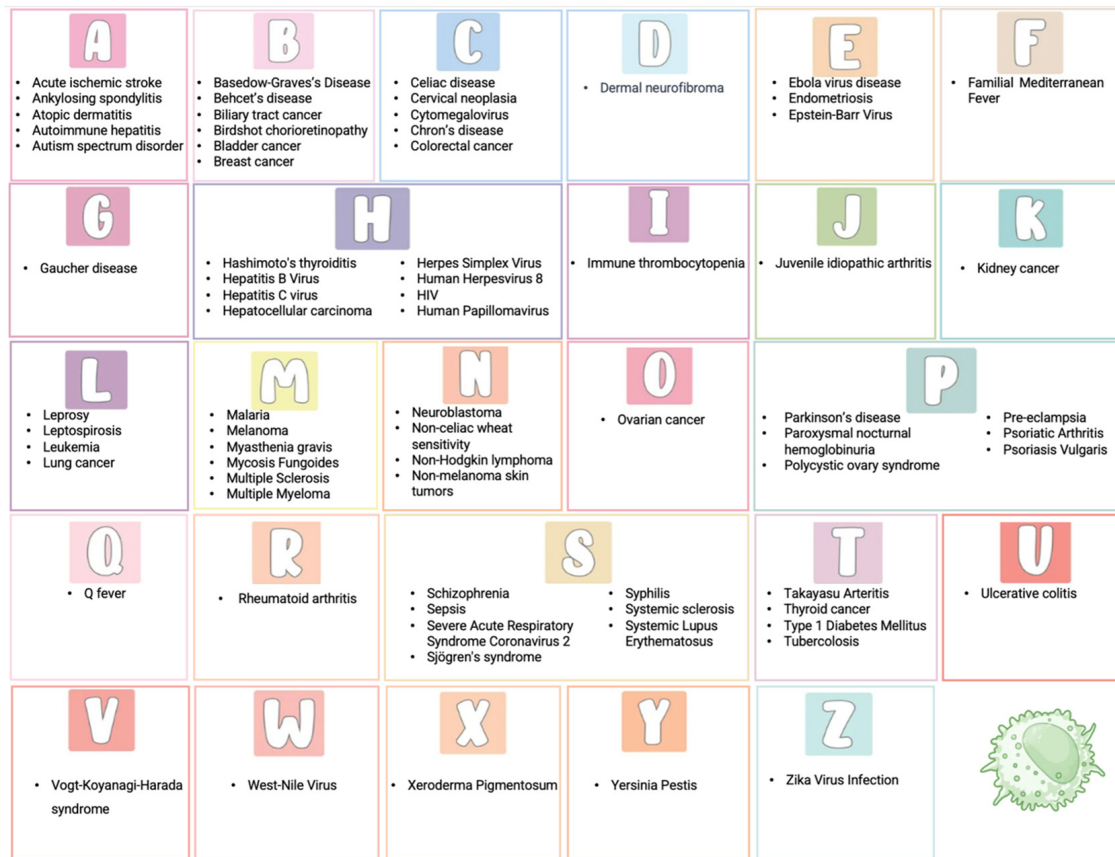 A
• Acute ischemic stroke
• Ankylosing spondylitis
• Atopic dermatitis
• Autoimmune hepatitis
• Autism spectrum disorder
B
• Basedow-Graves's Disease
• Behcet's disease
• Biliary tract cancer
• Birdshot chorioretinopathy
• Bladder cancer
• Breast cancer
C
• Celiac disease
• Cervical neoplasia
• Cytomegalovirus
• Chron's disease
• Colorectal cancer
D
• Dermal neurofibroma
E
• Ebola virus disease
• Endometriosis
• Epstein-Barr Virus
F
• Familial Mediterranean
Fever
G
• Gaucher disease
H
• Hashimoto's thyroiditis
• Hepatitis B Virus
• Hepatitis C virus
• Hepatocellular carcinoma
• Herpes Simplex Virus
• Human Herpesvirus 8
• HIV
• Human Papillomavirus
I
• Immune thrombocytopenia
J
• Juvenile idiopathic arthritis
K
• Kidney cancer
L
• Leprosy
• Leptospirosis
• Leukemia
• Lung cancer
M
• Malaria
• Melanoma
• Myasthenia gravis
• Mycosis Fungoides
• Multiple Sclerosis
• Multiple Myeloma
N
• Neuroblastoma
• Non-celiac wheat
sensitivity
• Non-Hodgkin lymphoma
• Non-melanoma skin
tumors
O
• Ovarian cancer
P
• Parkinson's disease
• Paroxysmal nocturnal
hemoglobinuria
• Polycystic ovary syndrome
• Pre-eclampsia
• Psoriatic Arthritis
• Psoriasis Vulgaris
Q
• Q fever
R
• Rheumatoid arthritis
S
• Schizophrenia
• Sepsis
• Severe Acute Respiratory
Syndrome Coronavirus 2
• Sjögren's syndrome
• Syphilis
• Systemic sclerosis
• Systemic Lupus
Erythematosus
T
• Takayasu Arteritis
• Thyroid cancer
• Type 1 Diabetes Mellitus
• Tubercolosis
U
• Ulcerative colitis
V
• Vogt-Koyanagi-Harada
syndrome
W
• West-Nile Virus
X
• Xeroderma Pigmentosum
Y
• Yersinia Pestis
Z
• Zika Virus Infection